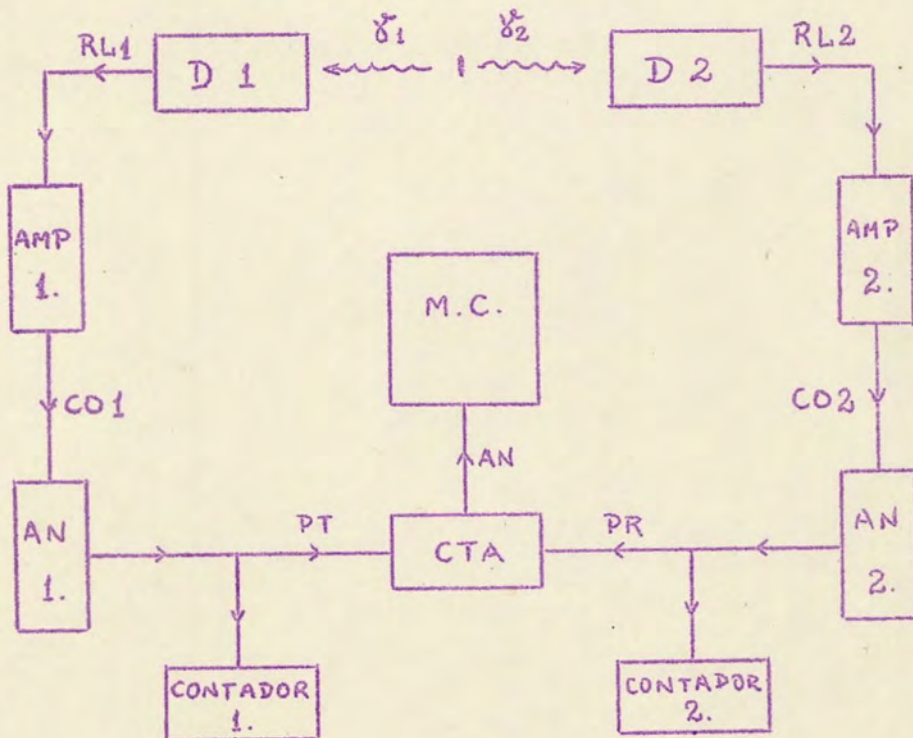 RL1
γ1
γ2
RL2
D 1
D 2
AMP
1.
AMP
2.
M.C.
CO1
CO2
AN
AN
1.
PT
CTA
PR
AN
2.
CONTADOR
1.
CONTADOR
2.